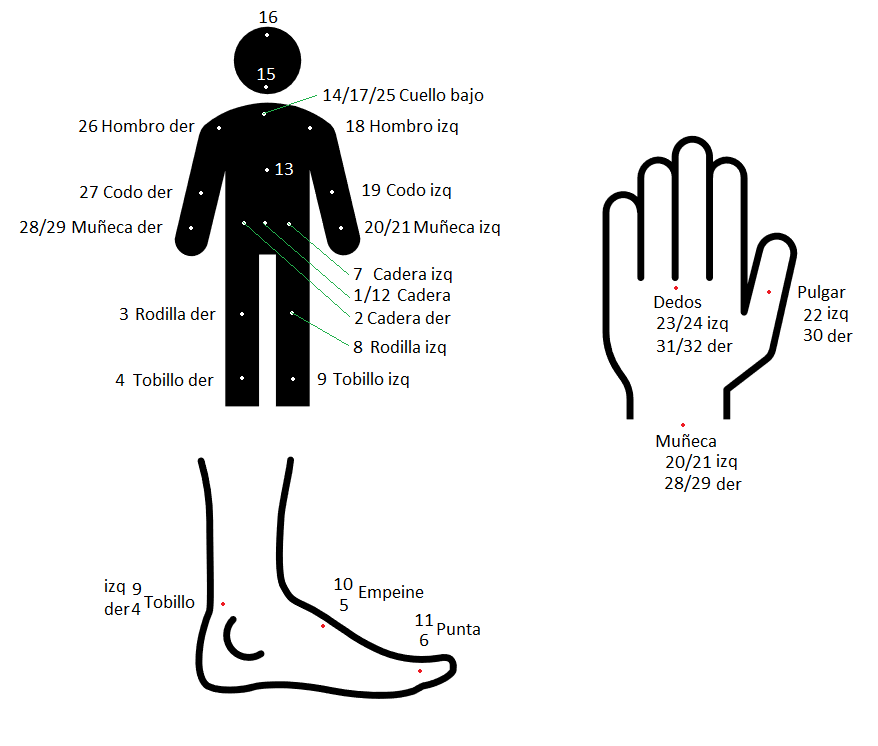 16
15
14/17/25 Cuello bajo
26 Hombro der
18 Hombro izq
13
27 Codo der
19 Codo izq
28/29 Muñeca der
20/21 Muñeca izq
7 Cadera izq
1/12 Cadera
2 Cadera der
3 Rodilla der
8 Rodilla izq
4 Tobillo der
9 Tobillo izq
Dedos
23/24 izq
31/32 der
Pulgar
22 izq
30 der
Muñeca
20/21 izq
28/29 der
izq 9
der 4 Tobillo
10
5
Empeine
11
6
Punta